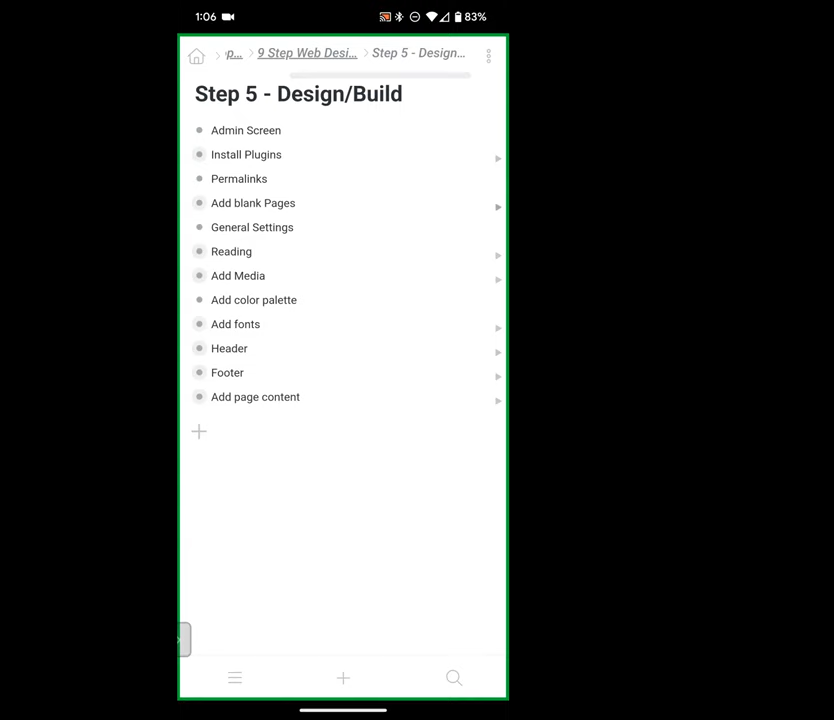 1:06 83%
p... 9 Step Web Desi... Step 5 - Design...
Step 5 - Design/Build
Admin Screen
Install Plugins
Permalinks
Add blank Pages
General Settings
Reading
Add Media
Add color palette
Add fonts
Header
Footer
Add page content